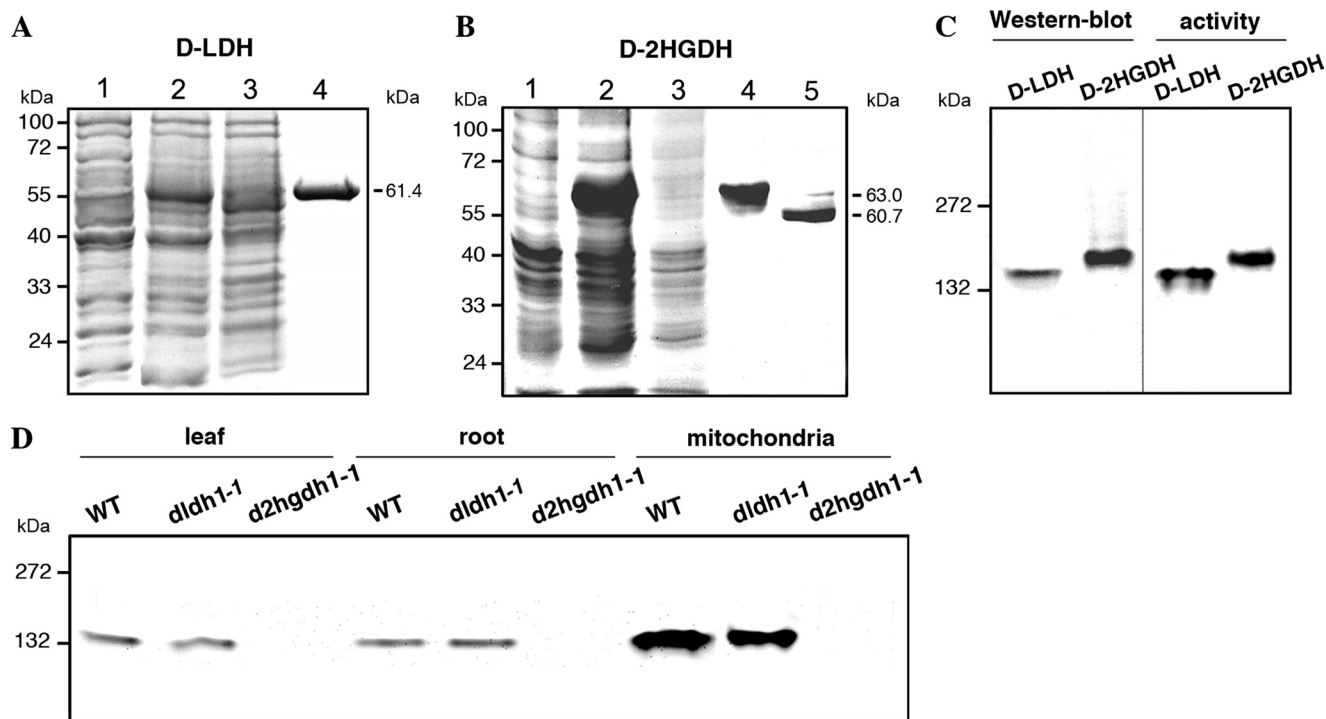 A
D-LDH
1 2 3 4
kDa
kDa
100
72
55
40
33
24
61.4
B
D-2HGDH
1 2 3 4 5
kDa
kDa
100
72
55
40
33
24
63.0
60.7
C
Western-blot
activity
D-LDH
D-2HGDH
D-LDH
D-2HGDH
kDa
272
132
D
leaf
root
mitochondria
WT
dldh1-1
d2hgdh1-1
WT
dldh1-1
d2hgdh1-1
WT
dldh1-1
d2hgdh1-1
kDa
272
132